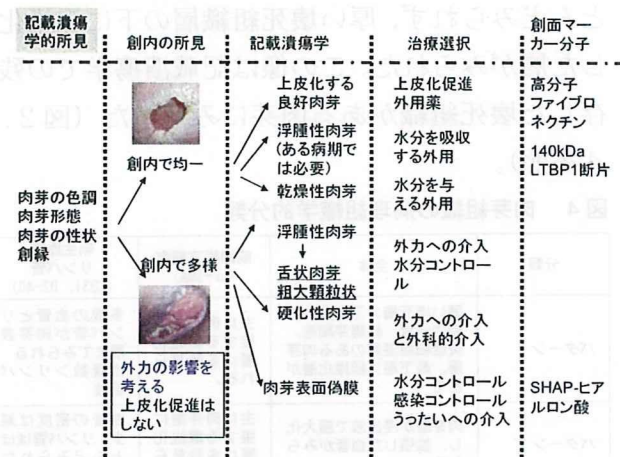 記載潰瘍
学的所見
創内の所見
記載潰瘍学
治療選択
創面マー
カー分子
肉芽の色調
肉芽形態
肉芽の性状
創縁
創内で均一
創内で多様
外力の影響を
考える
上皮化促進は
しない
上皮化する
良好肉芽
浮腫性肉芽
(ある病期で
は必要)
乾燥性肉芽
浮腫性肉芽
舌状肉芽
粗大顆粒状
硬化性肉芽
肉芽表面偽膜
上皮化促進
外用薬
水分を吸収
する外用
水分を与
える外用
外力への介入
水分コントロー
ル
外力への介入
と外科的介入
水分コントロール
感染コントロール
うったいへの介入
高分子
ファイブロ
ネクチン
140kDa
LTBP1断片
SHAP-ヒア
ルロン酸